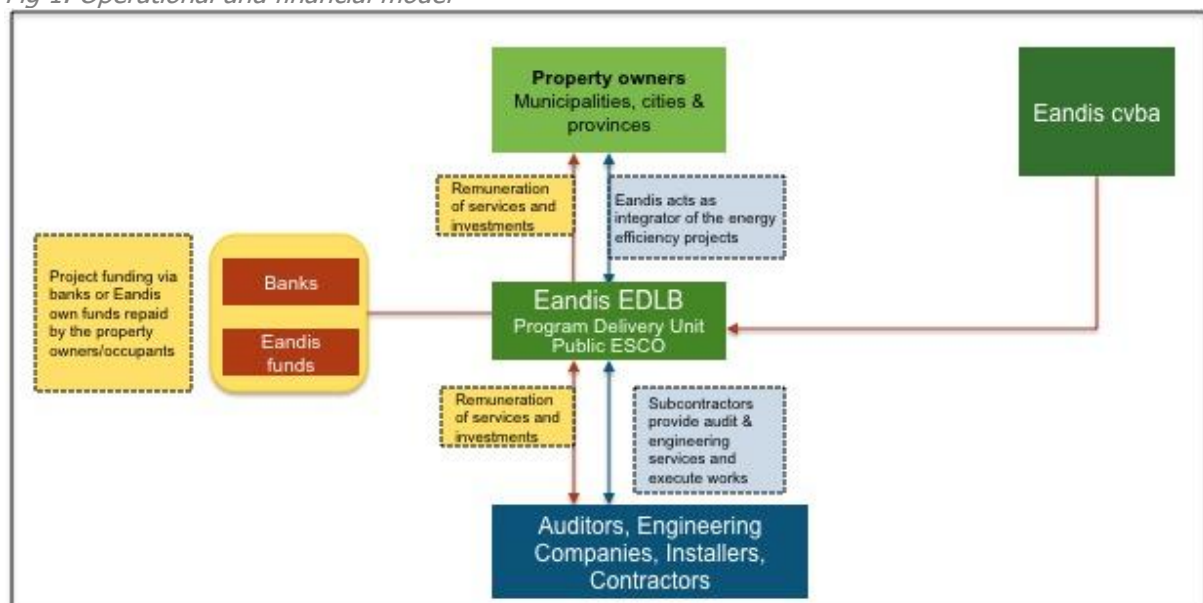 Fig 1: Operational and financial model
Property owners
Municipalities, cities &
provinces
Eandis cvba
Remuneration
of services and
investments
Eandis acts as
integrator of the energy
efficiency projects
Project funding via
banks or Eandis
own funds repaid
by the property
owners/occupants
Banks
Eandis
funds
Eandis EDLB
Program Delivery Unit
Public ESCO
Remuneration
of services and
investments
Subcontractors
provide audit &
engineering
services and
execute works
Auditors, Engineering
Companies, Installers,
Contractors